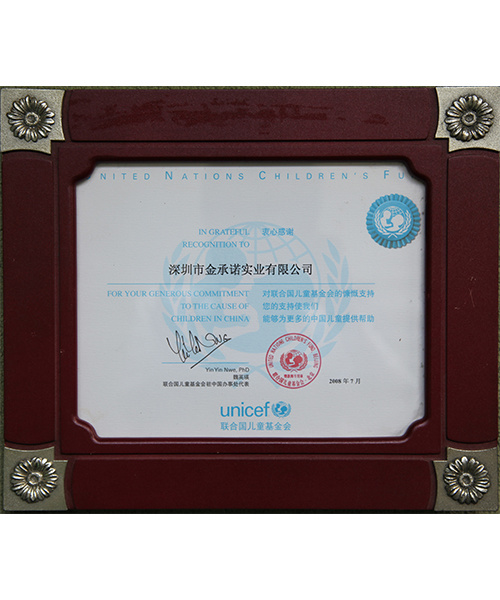 NITED NATIONS CHILDREN'S FU
IN GRATEFUL 衷心感谢
RECOGNITION TO
深圳市金承诺实业有限公司
FOR YOUR GENEROUS COMMITMENT 对联合国儿童基金会的慷慨支持
TO THE CAUSE OF 您的支持使我们
CHILDREN IN CHINA 能够为更多的中国儿童提供帮助
Yin Yin Nwe, PhD
魏英瑛
联合国儿童基金会驻中国办事处代表
2008 年 7 月
unicef
联合国儿童基金会